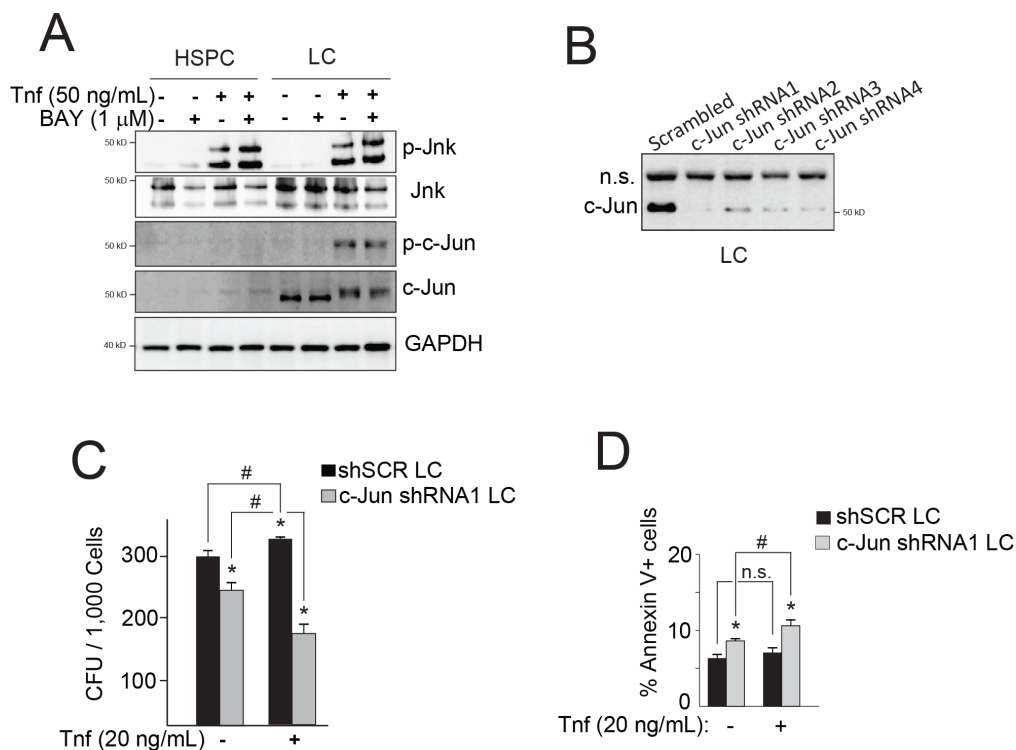 A
HSPC LC
Tnf (50 ng/mL) - - + + - - + +
BAY (1 μM) - + - + - + - +
50 kD p-Jnk
50 kD Jnk
50 kD p-c-Jun
50 kD c-Jun
40 kD GAPDH
B
Scrambled
c-Jun shRNA1
c-Jun shRNA2
c-Jun shRNA3
c-Jun shRNA4
n.s.
c-Jun 50 kD
LC
C
shSCR LC
c-Jun shRNA1 LC
CFU / 1,000 Cells
300
200
100
#
#
* * *
Tnf (20 ng/mL) - +
D
shSCR LC
c-Jun shRNA1 LC
% Annexin V+ cells
20
10
0
#
n.s.
* *
Tnf (20 ng/mL): - +